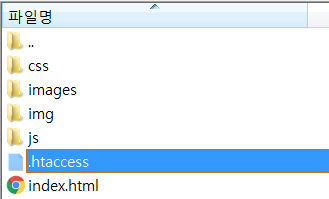 파일명
..
css
images
img
js
.htaccess
index.html